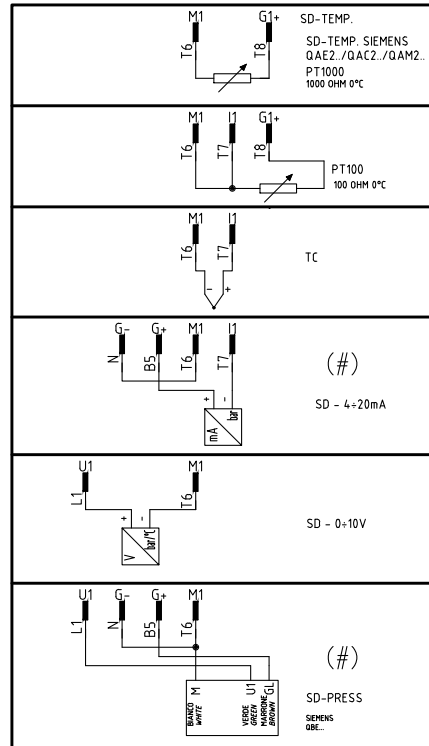 M1 G1+ SD-TEMP.
T6 T8 SD-TEMP. SIEMENS
QAE2../QAC2../QAM2..
PT1000
1000 OHM 0°C
M1 I1 G1+
T6 T7 T8
PT100
100 OHM 0°C
M1 I1
T6 T7
TC
- +
G- G+ M1 I1
N B5 T6 T7
(#)
+ -
mA bar
SD - 4÷20mA
U1 M1
L1 T6
+ -
V bar/°C
SD - 0÷10V
U1 G- G+ M1
L1 N B5 T6
(#)
M U1 GL
BIANCO
WHITE
VERDE
GREEN
MARRONE
BROWN
SD-PRESS
SIEMENS
QBE...